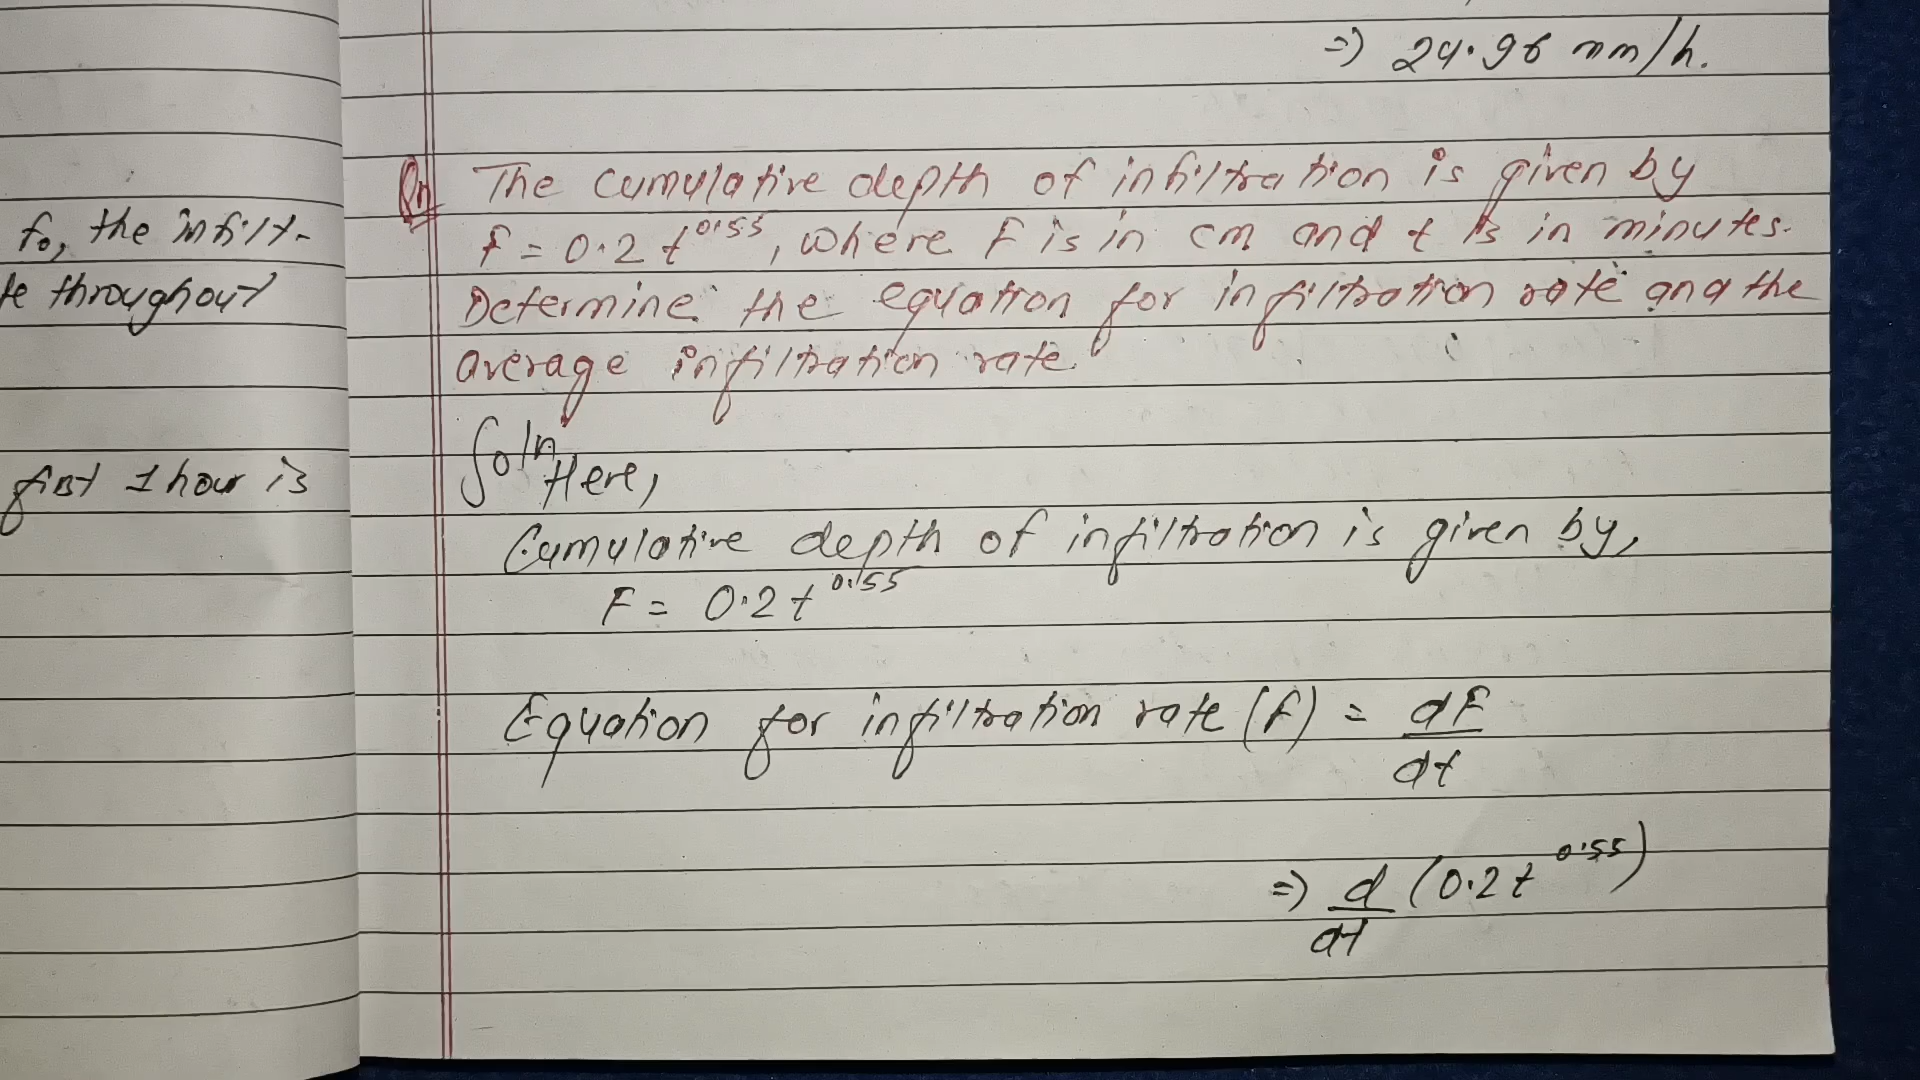 fo, the infilt-
te throughout
first 1 hour is
=> 24.96 mm/h.
Qn The cumulative depth of infiltration is given by
f = 0.2 t^0.55, where F is in cm and t is in minutes.
Determine the equation for infiltration rate and the
average infiltration rate.
Soln
Here,
Cumulative depth of infiltration is given by,
F = 0.2 t^0.55
Equation for infiltration rate (f) = dF/dt
=> d/dt (0.2 t^0.55)